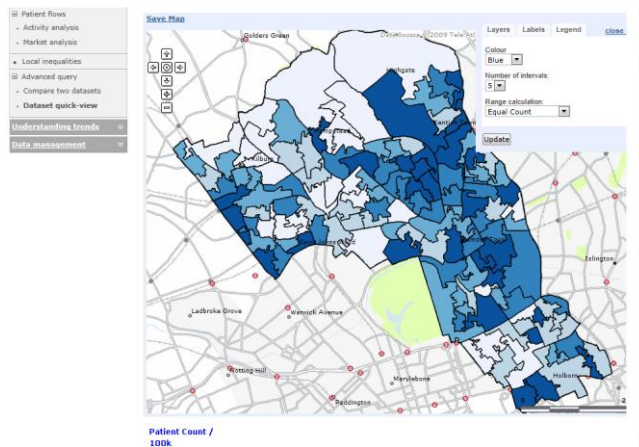 Patient flows
Activity analysis
Market analysis
Local inequalities
Advanced query
Compare two datasets
Dataset quick-view
Understanding trends
Data management
Save Map
Layers Labels Legend close
Colour
Blue
Number of intervals:
5
Range calculation:
Equal Count
Update
Golders Green
Highgate
Kilburn
Islington
Ladbroke Grove
Warwick Avenue
Notting Hill
Marylebone
Paddington
Holborn
Patient Count /
100k